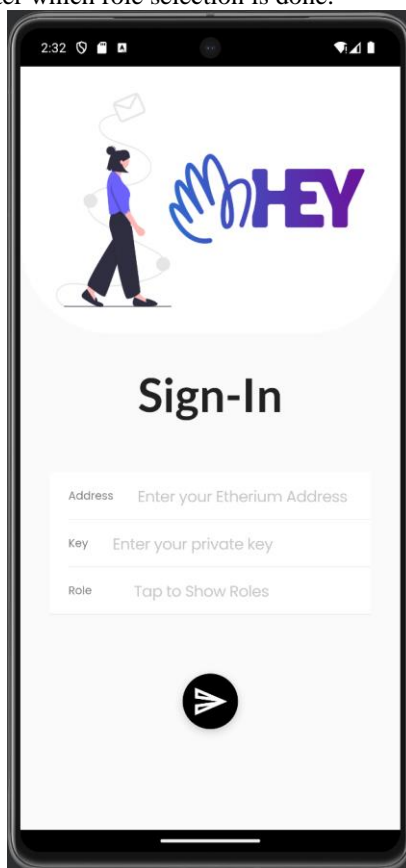 ter which role selection is done.
2:32
HEY
Sign-In
Address Enter your Etherium Address
Key Enter your private key
Role Tap to Show Roles